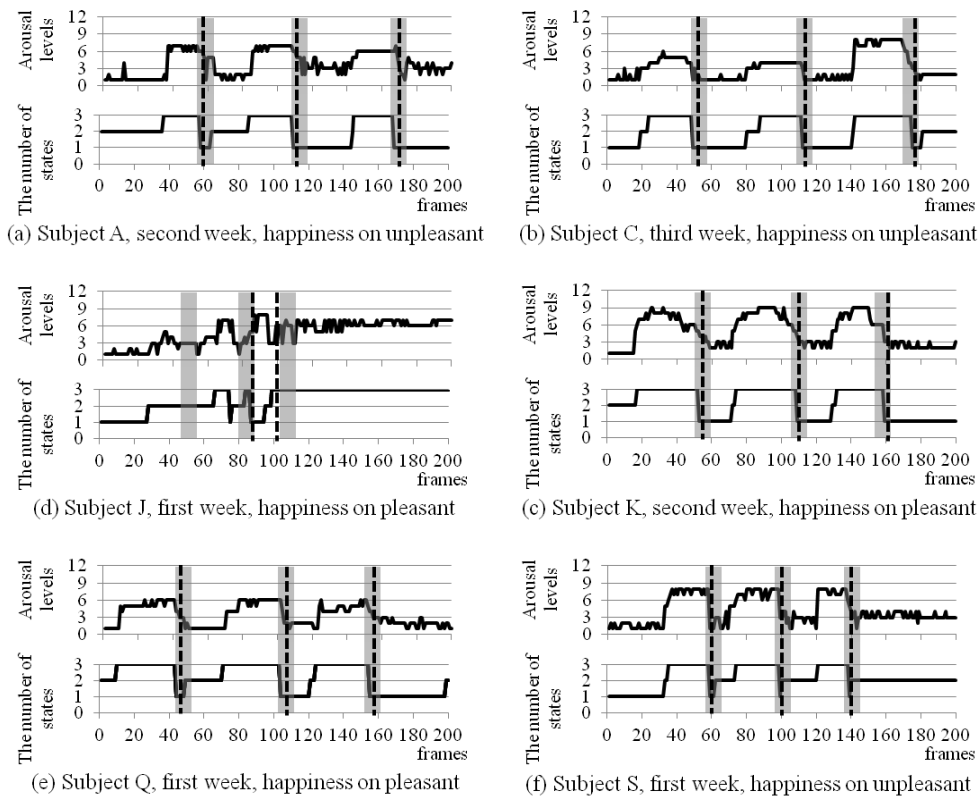 Arousal levels
12
9
6
3
0
The number of states
3
2
1
0
0 20 40 60 80 100 120 140 160 180 200
frames
(a) Subject A, second week, happiness on unpleasant
Arousal levels
12
9
6
3
0
The number of states
3
2
1
0
0 20 40 60 80 100 120 140 160 180 200
frames
(b) Subject C, third week, happiness on unpleasant
Arousal levels
12
9
6
3
0
The number of states
3
2
1
0
0 20 40 60 80 100 120 140 160 180 200
frames
(d) Subject J, first week, happiness on pleasant
Arousal levels
12
9
6
3
0
The number of states
3
2
1
0
0 20 40 60 80 100 120 140 160 180 200
frames
(c) Subject K, second week, happiness on pleasant
Arousal levels
12
9
6
3
0
The number of states
3
2
1
0
0 20 40 60 80 100 120 140 160 180 200
frames
(e) Subject Q, first week, happiness on pleasant
Arousal levels
12
9
6
3
0
The number of states
3
2
1
0
0 20 40 60 80 100 120 140 160 180 200
frames
(f) Subject S, first week, happiness on unpleasant